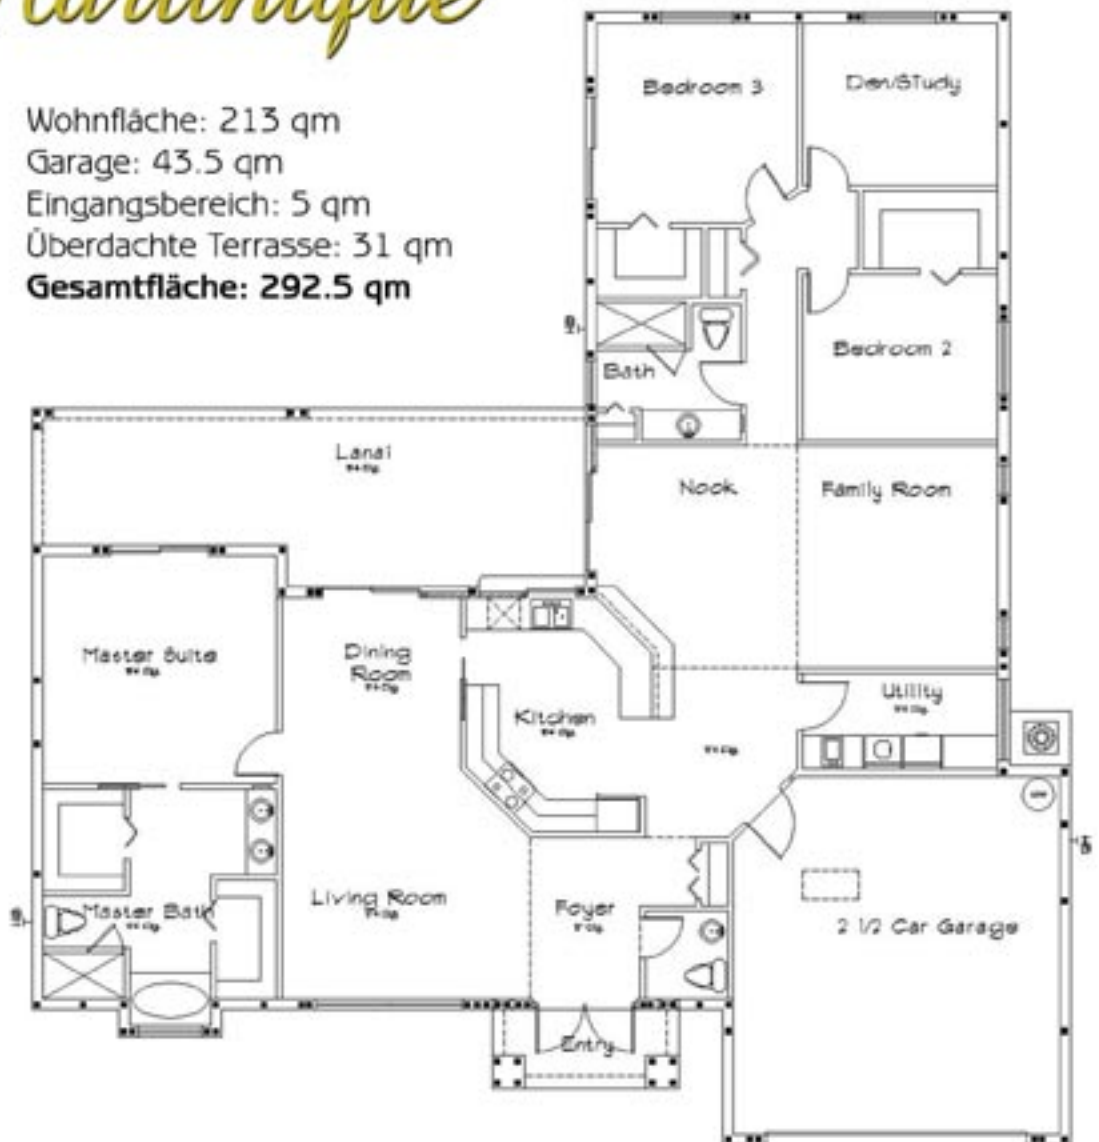 Wohnfläche: 213 qm
Garage: 43.5 qm
Eingangsbereich: 5 qm
Überdachte Terrasse: 31 qm
Gesamtfläche: 292.5 qm
Bedroom 3
Den/Study
Bath
Bedroom 2
Lanai
Nook
Family Room
Master Suite
Dining
Room
Utility
Kitchen
Living Room
Master Bath
Foyer
2 1/2 Car Garage
Entry